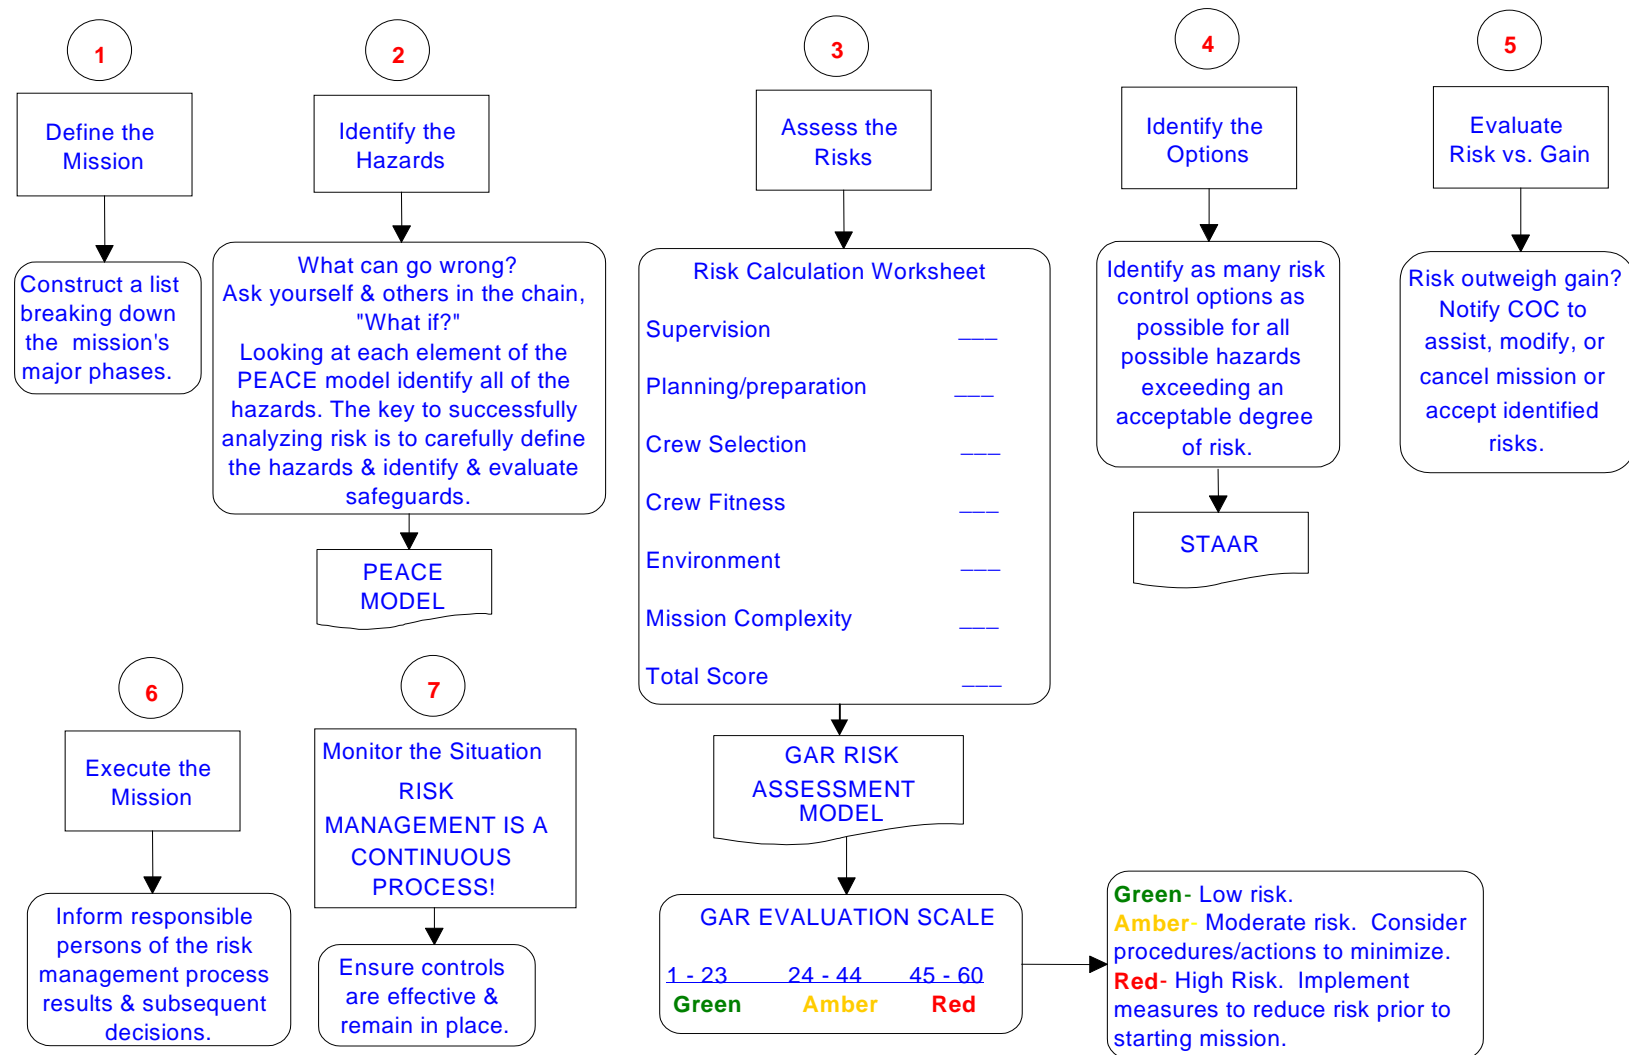 1
Define the
Mission
Construct a list
breaking down
the mission's
major phases.
2
Identify the
Hazards
What can go wrong?
Ask yourself & others in the chain,
"What if?"
Looking at each element of the
PEACE model identify all of the
hazards. The key to successfully
analyzing risk is to carefully define
the hazards & identify & evaluate
safeguards.
PEACE
MODEL
3
Assess the
Risks
Risk Calculation Worksheet
Supervision ___
Planning/preparation ___
Crew Selection ___
Crew Fitness ___
Environment ___
Mission Complexity ___
Total Score ___
GAR RISK
ASSESSMENT
MODEL
GAR EVALUATION SCALE
1 - 23 24 - 44 45 - 60
Green Amber Red
Green- Low risk.
Amber- Moderate risk. Consider
procedures/actions to minimize.
Red- High Risk. Implement
measures to reduce risk prior to
starting mission.
4
Identify the
Options
Identify as many risk
control options as
possible for all
possible hazards
exceeding an
acceptable degree
of risk.
STAAR
5
Evaluate
Risk vs. Gain
Risk outweigh gain?
Notify COC to
assist, modify, or
cancel mission or
accept identified
risks.
6
Execute the
Mission
Inform responsible
persons of the risk
management process
results & subsequent
decisions.
7
Monitor the Situation
RISK
MANAGEMENT IS A
CONTINUOUS
PROCESS!
Ensure controls
are effective &
remain in place.